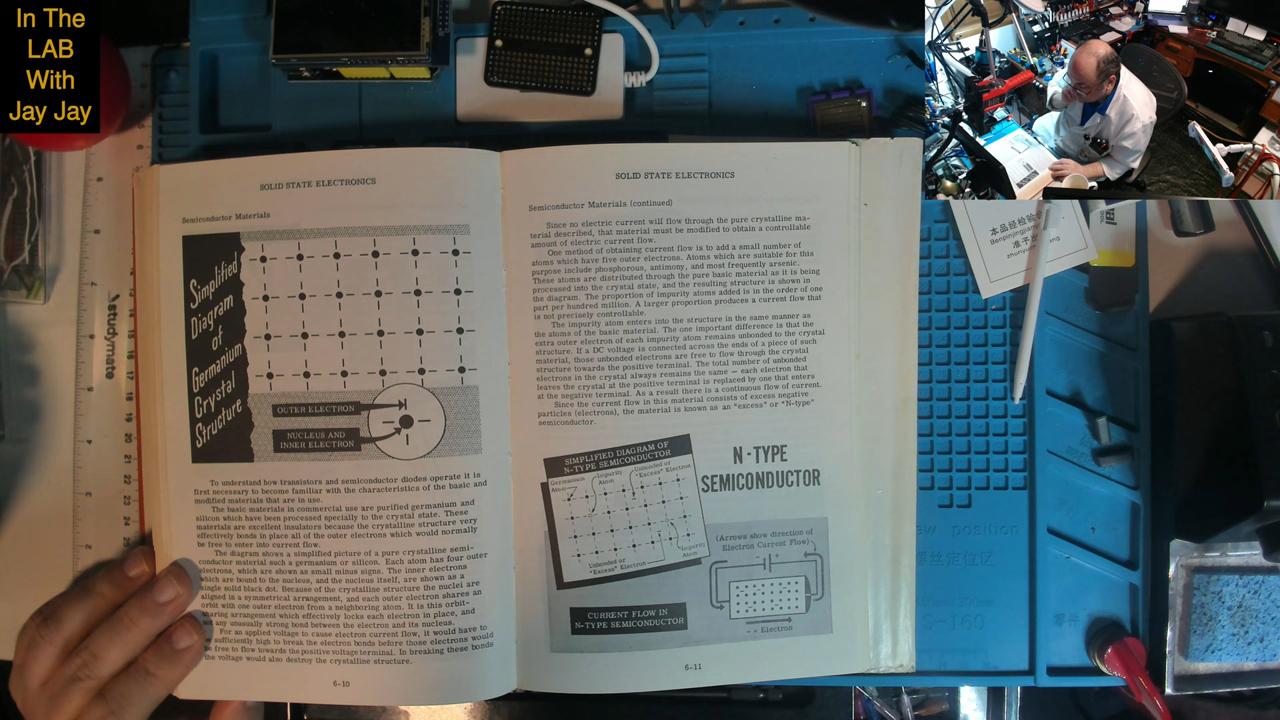 In The
LAB
With
Jay Jay
SOLID STATE ELECTRONICS
Semiconductor Materials
Simplified
Diagram
of
Germanium
Crystal
Structure
OUTER ELECTRON
NUCLEUS AND
INNER ELECTRON
To understand how transistors and semiconductor diodes operate it is
first necessary to become familiar with the characteristics of the basic and
modified materials that are in use.
The basic materials in commercial use are purified germanium and
silicon which have been processed specially to the crystal state. These
materials are excellent insulators because the crystalline structure very
effectively bonds in place all of the outer electrons which would normally
be free to enter into current flow.
The diagram shows a simplified picture of a pure crystalline semi-
conductor material such as germanium or silicon. Each atom has four outer
electrons, which are shown as small minus signs. The inner electrons
which are bound to the nucleus, and the nucleus itself, are shown as a
single solid black dot. Because of the crystalline structure the nuclei are
aligned in a symmetrical arrangement, and each outer electron shares an
orbit with one outer electron from a neighboring atom. It is this orbit-
sharing arrangement which effectively locks each electron in place, and
any unusually strong bond between the electron and its nucleus.
For an applied voltage to cause electron current flow, it would have to
sufficiently high to break the electron bonds before those electrons would
be free to flow towards the positive voltage terminal. In breaking these bonds
the voltage would also destroy the crystalline structure.
6-10
SOLID STATE ELECTRONICS
Semiconductor Materials (continued)
Since no electric current will flow through the pure crystalline ma-
terial described, that material must be modified to obtain a controllable
amount of electric current flow.
One method of obtaining current flow is to add a small number of
atoms which have five outer electrons. Atoms which are suitable for this
purpose include phosphorous, antimony, and most frequently arsenic.
These atoms are distributed through the pure basic material as it is being
processed into the crystal state, and the resulting structure is shown in
the diagram. The proportion of impurity atoms added is in the order of one
part per hundred million. A larger proportion produces a current flow that
is not precisely controllable.
The impurity atom enters into the structure in the same manner as
the atoms of the basic material. The one important difference is that the
extra outer electron of each impurity atom remains unbonded to the crystal
structure. If a DC voltage is connected across the ends of a piece of such
material, those unbonded electrons are free to flow through the crystal
structure towards the positive terminal. The total number of unbonded
electrons in the crystal always remains the same — each electron that
leaves the crystal at the positive terminal is replaced by one that enters
at the negative terminal. As a result there is a continuous flow of current.
Since the current flow in this material consists of excess negative
particles (electrons), the material is known as an "excess" or "N-type"
semiconductor.
SIMPLIFIED DIAGRAM OF
N-TYPE SEMICONDUCTOR
Germanium
Atom
Impurity
Atom
Unbonded or
"Excess" Electron
Impurity
Atom
Unbonded or
"Excess" Electron
N-TYPE
SEMICONDUCTOR
(Arrows show direction of
Electron Current Flow)
CURRENT FLOW IN
N-TYPE SEMICONDUCTOR
- = Electron
6-11
studymate
本品经检验
准予出
position